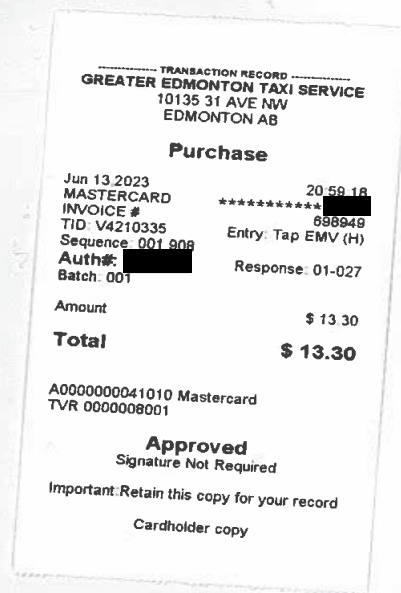 --------------- TRANSACTION RECORD ---------------
GREATER EDMONTON TAXI SERVICE
10135 31 AVE NW
EDMONTON AB
Purchase
Jun 13,2023 20:59:18
MASTERCARD ************
INVOICE # 698949
TID: V4210335 Entry: Tap EMV (H)
Sequence: 001 908
Auth#: Response: 01-027
Batch: 001
Amount $ 13.30
Total $ 13.30
A0000000041010 Mastercard
TVR 0000008001
Approved
Signature Not Required
Important:Retain this copy for your record
Cardholder copy